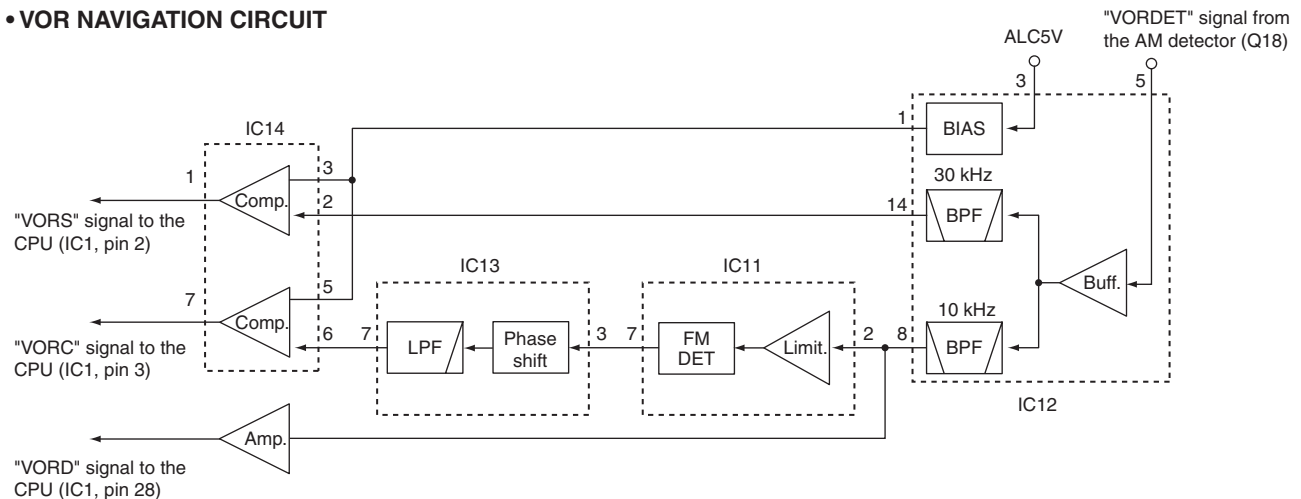 • VOR NAVIGATION CIRCUIT
"VORDET" signal from
the AM detector (Q18)
ALC5V
3
5
IC14
1
BIAS
1
3
Comp.
2
30 kHz
14
BPF
"VORS" signal to the
CPU (IC1, pin 2)
IC13
IC11
Buff.
7
5
Comp.
10 kHz
6
7
LPF
Phase
shift
3
7
FM
DET
Limit.
2
8
BPF
"VORC" signal to the
CPU (IC1, pin 3)
IC12
Amp.
"VORD" signal to the
CPU (IC1, pin 28)